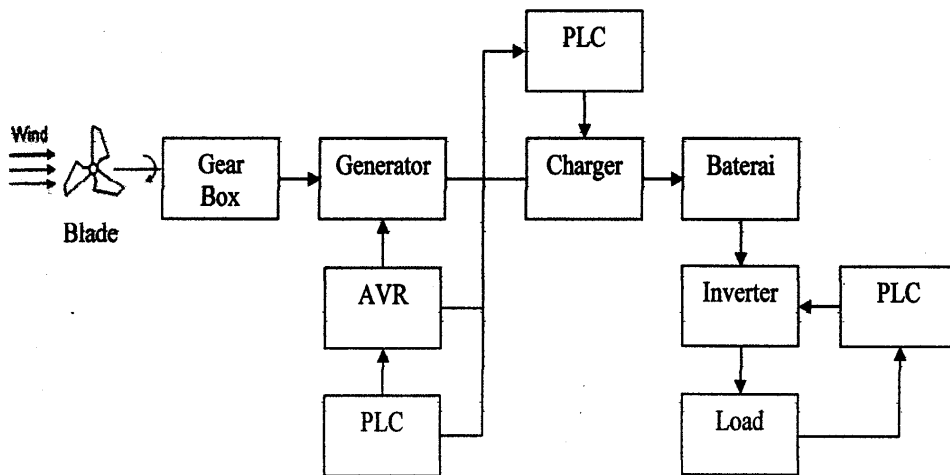 PLC
Wind
Gear
Box
Generator
Charger
Baterai
Blade
AVR
Inverter
PLC
PLC
Load